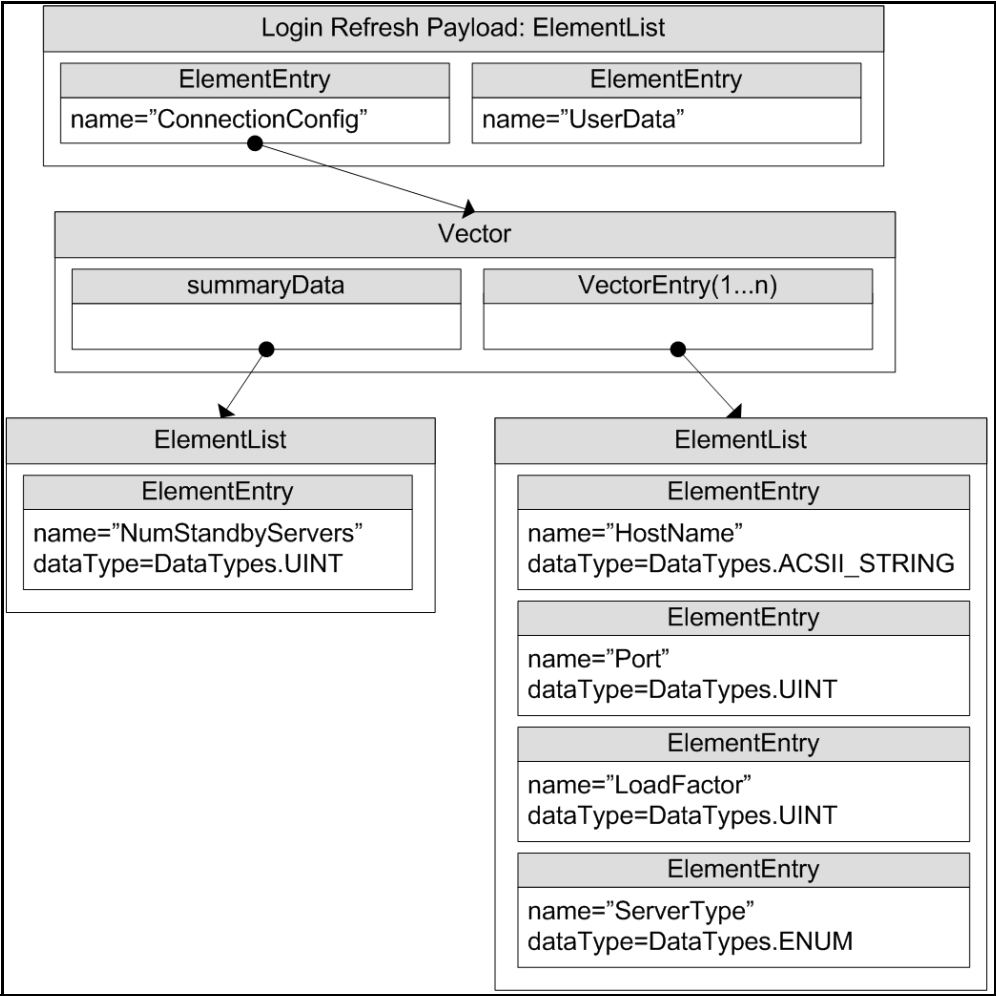 Login Refresh Payload: ElementList
ElementEntry
name=”ConnectionConfig”
ElementEntry
name=”UserData”
Vector
summaryData
VectorEntry(1...n)
ElementList
ElementEntry
name=”NumStandbyServers”
dataType=DataTypes.UINT
ElementList
ElementEntry
name=”HostName”
dataType=DataTypes.ACSII_STRING
ElementEntry
name=”Port”
dataType=DataTypes.UINT
ElementEntry
name=”LoadFactor”
dataType=DataTypes.UINT
ElementEntry
name=”ServerType”
dataType=DataTypes.ENUM